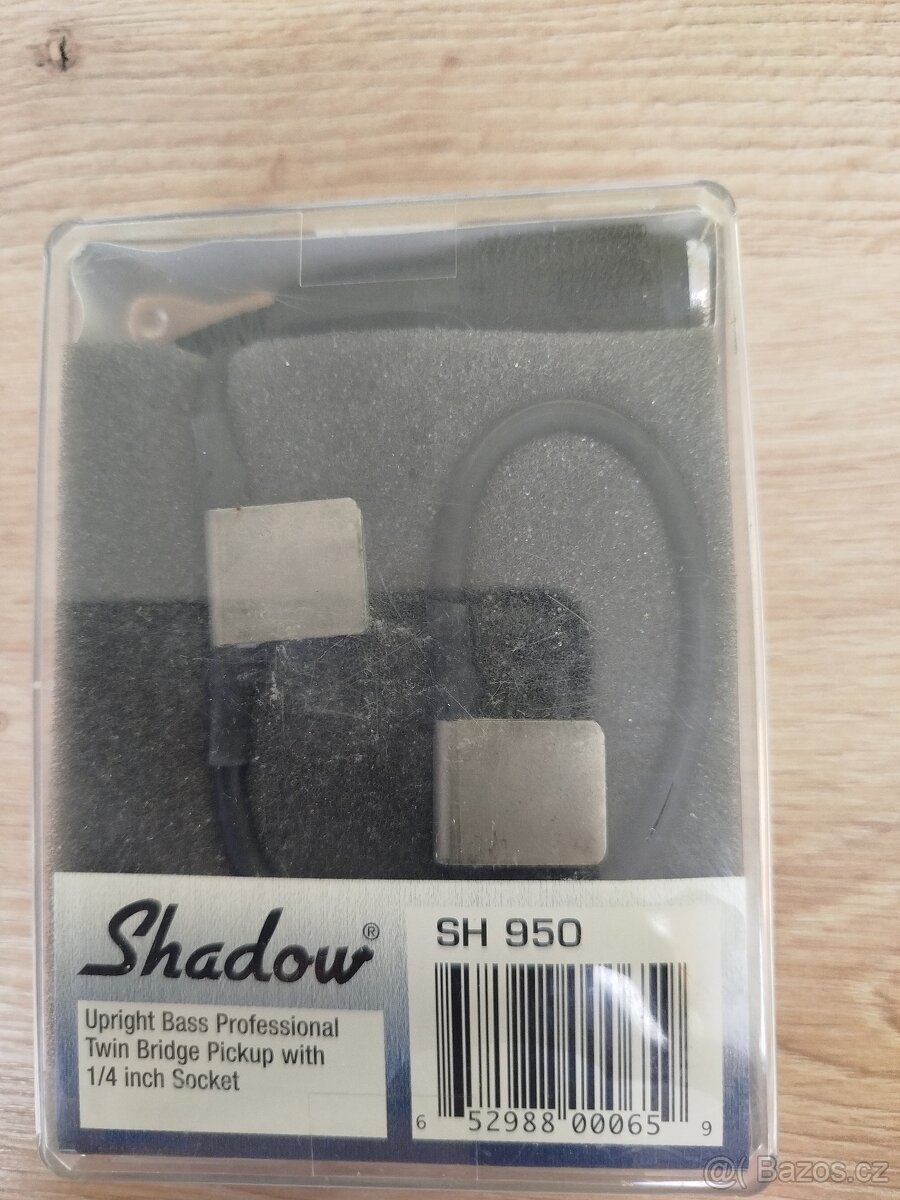 Shadow®
Upright Bass Professional
Twin Bridge Pickup with
1/4 inch Socket
SH 950
6 52988 00065 9
@( Bazos.cz